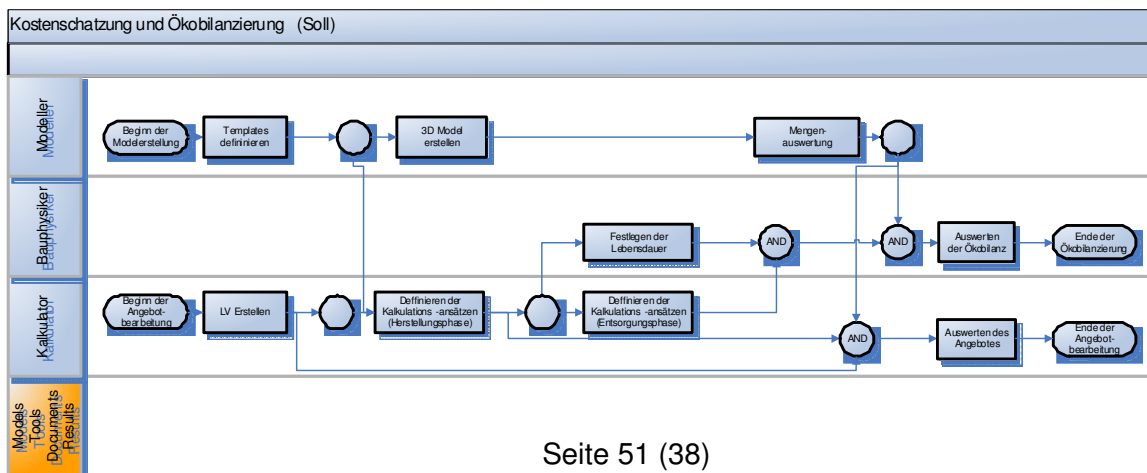 Kostenschatzung und Ökobilanzierung (Soll)
Modeller
Beginn der
Modelerstellung
Templates
defininieren
3D Model
erstellen
Mengen-
auswertung
Bauphysiker
Festlegen der
Lebensdauer
AND
AND
Auswerten
der Ökobilanz
Ende der
Ökobilanzierung
Kalkulator
Beginn der
Angebot-
bearbeitung
LV Erstellen
Deffinieren der
Kalkulations -ansätzen
(Herstellungsphase)
Deffinieren der
Kalkulations -ansätzen
(Entsorgungsphase)
AND
Auswerten des
Angebotes
Ende der
Angebot-
bearbeitung
Models
Tools
Documents
Results
Seite 51 (38)